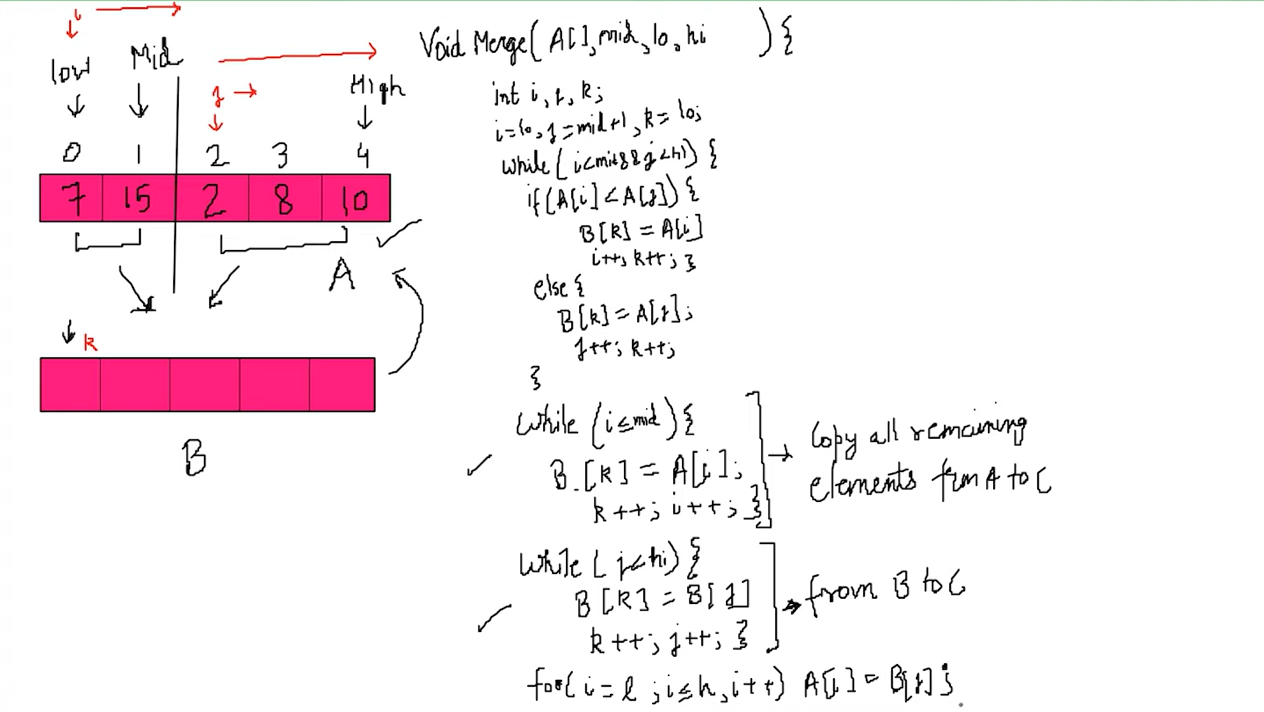 i
low Mid
j
High
0 1 2 3 4
7 15 2 8 10
A
k
B
Void Merge( A[], mid, lo, hi ) {
int i, j, k;
i=lo, j=mid+1, k=lo;
while( i<mid && j<hi) {
if(A[i] < A[j]) {
B[k] = A[i]
i++, k++; }
else {
B[k] = A[j];
j++; k++;
}
while (i≤mid) {
B[k] = A[i];
k++; i++; }
Copy all remaining
elements from A to C
while( j<hi) {
B[k] = B[j]
k++; j++; }
from B to C
for( i=l ; i≤h, i++) A[i] = B[j];